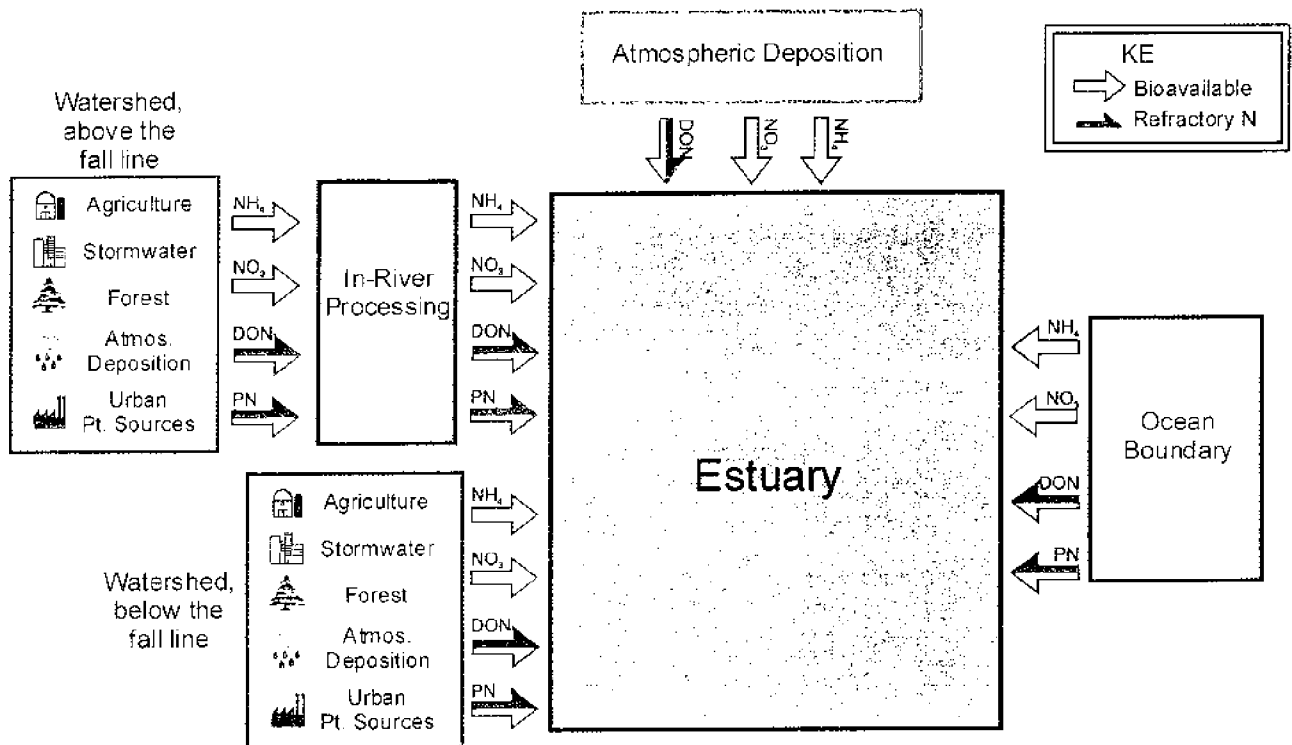 Atmospheric Deposition
KE
Bioavailable
Refractory N
DON
NO₃
NH₄
Watershed,
above the
fall line
Agriculture
Stormwater
Forest
Atmos.
Deposition
Urban
Pt. Sources
NH₄
NO₃
DON
PN
In-River
Processing
NH₄
NO₃
DON
PN
Estuary
NH₄
NO₃
DON
PN
Ocean
Boundary
Watershed,
below the
fall line
Agriculture
Stormwater
Forest
Atmos.
Deposition
Urban
Pt. Sources
NH₄
NO₃
DON
PN